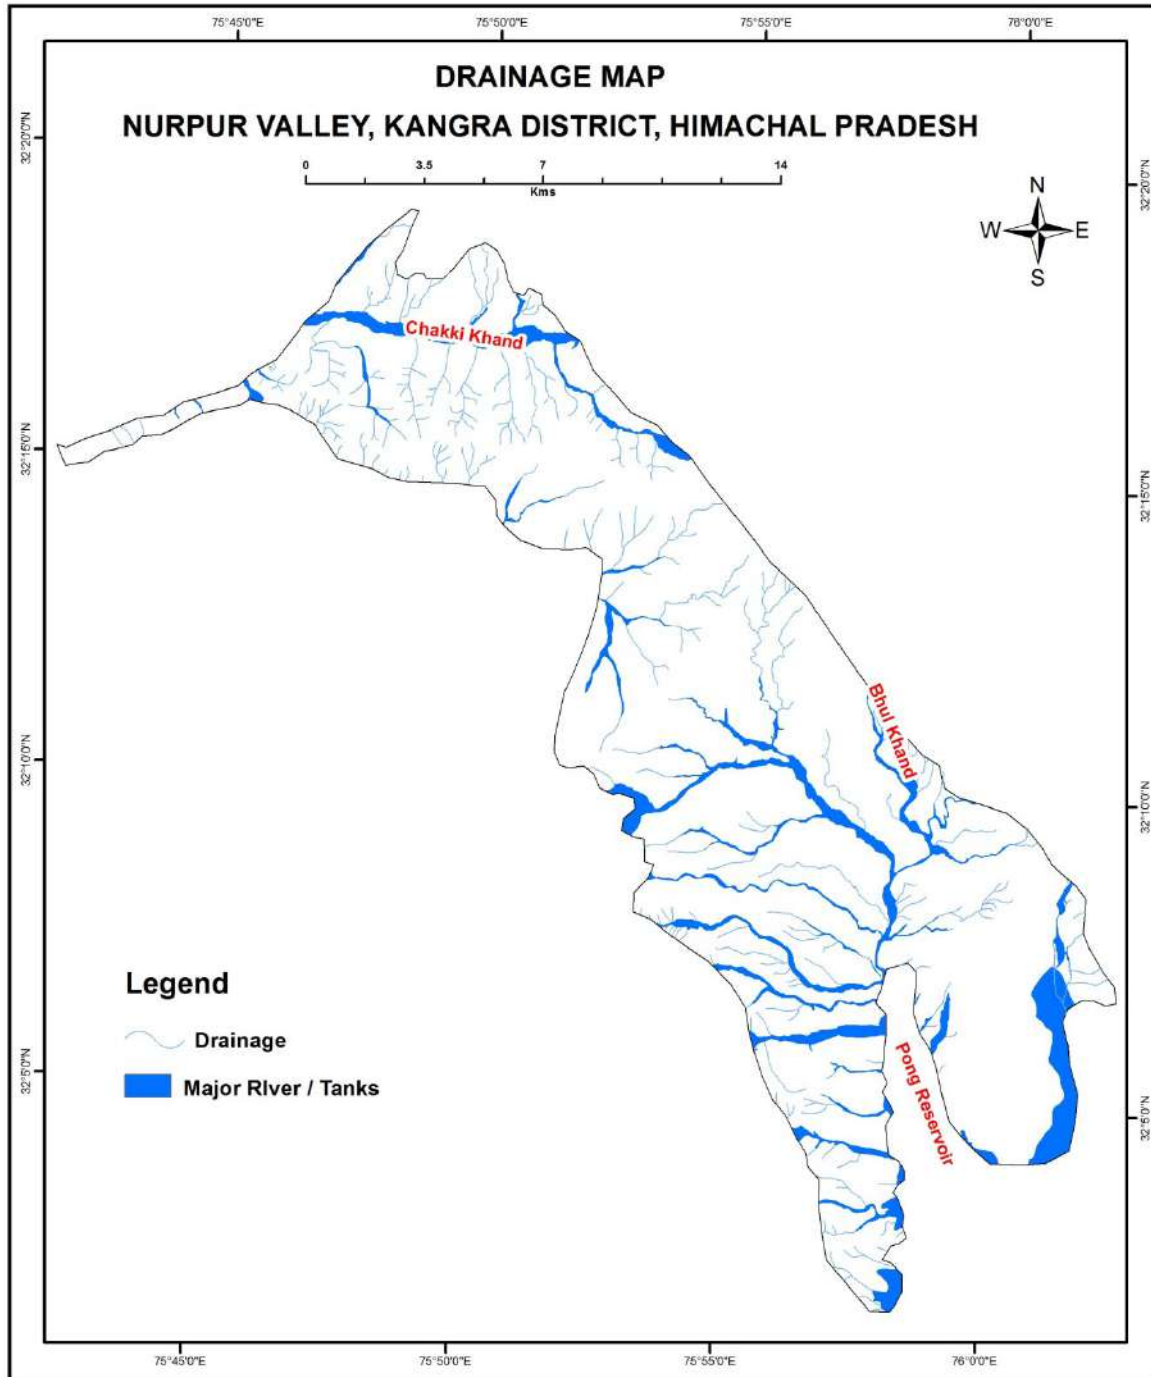 75°45'0"E 75°50'0"E 75°55'0"E 76°0'0"E
DRAINAGE MAP
NURPUR VALLEY, KANGRA DISTRICT, HIMACHAL PRADESH
32°20'0"N
0 3.5 7 14
Kms
32°20'0"N
N
W E
S
Chakki Khand
32°15'0"N
32°15'0"N
Bhul Khand
32°10'0"N
32°10'0"N
Legend
Drainage
Major RIver / Tanks
Pong Reservoir
32°5'0"N
32°5'0"N
75°45'0"E 75°50'0"E 75°55'0"E 76°0'0"E